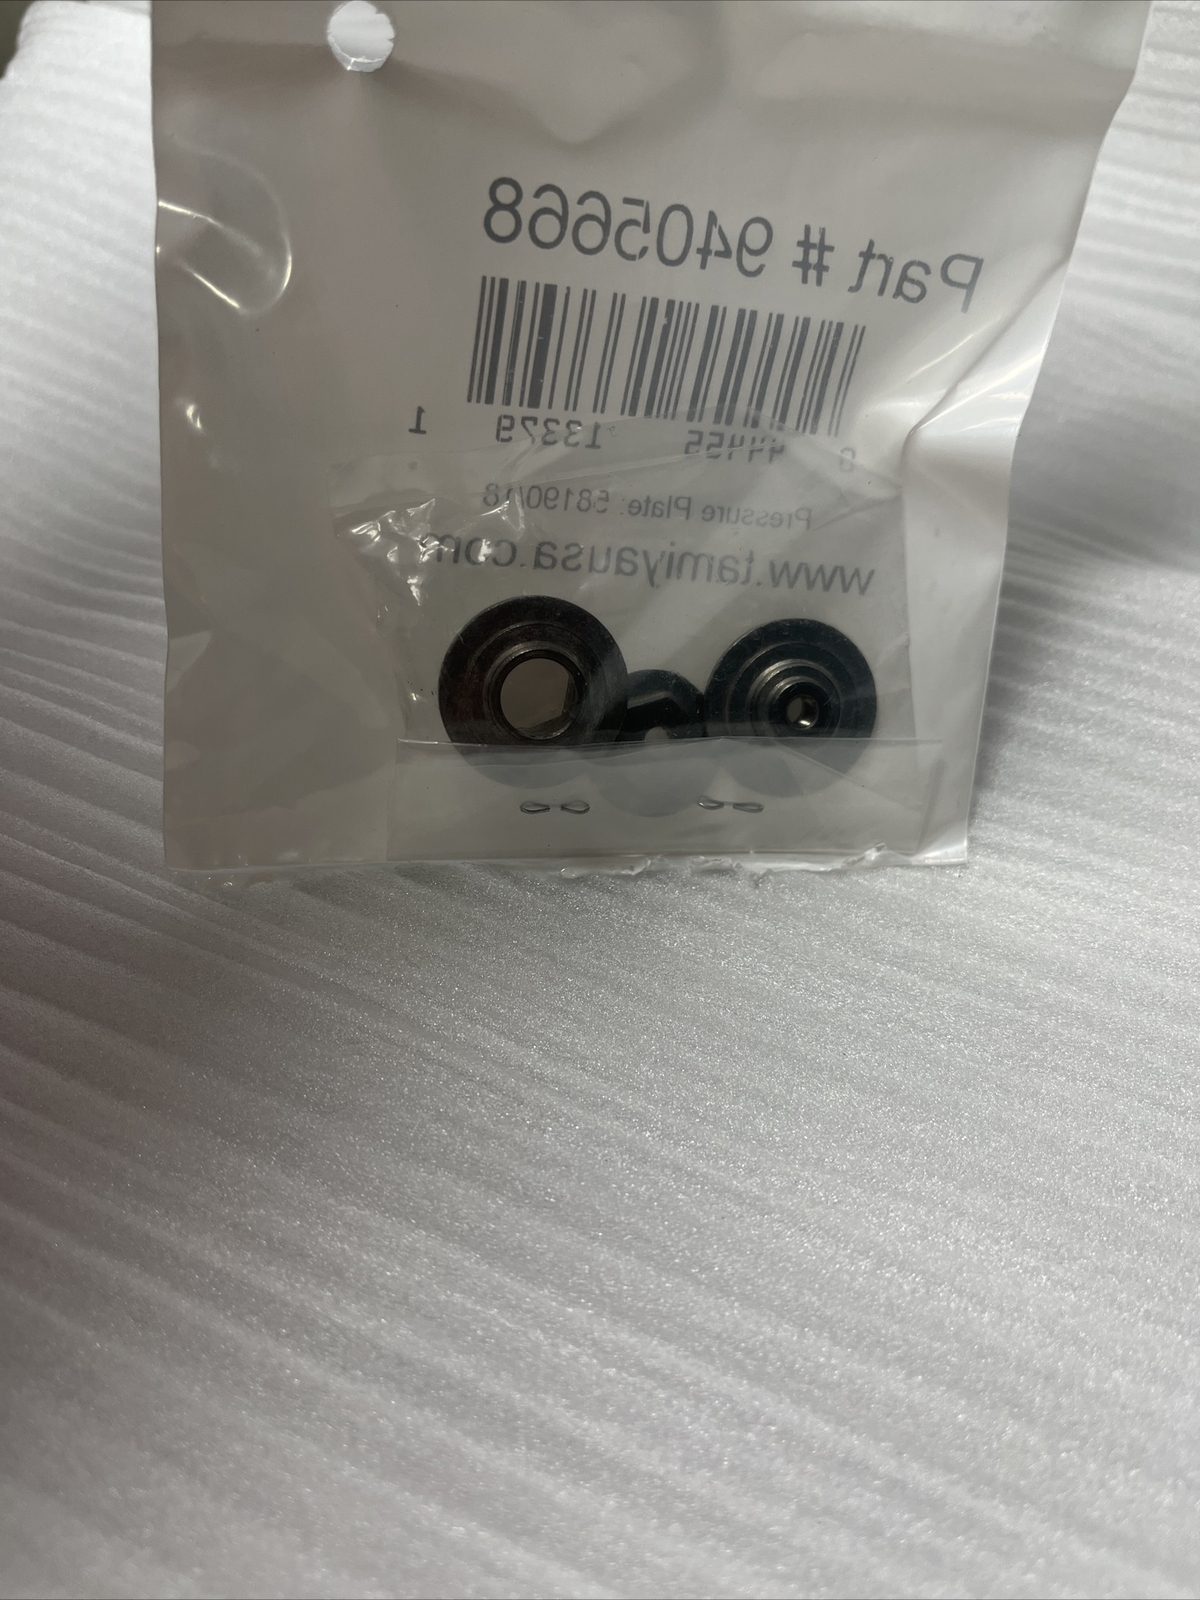 Part # 9405668
8 44455 13379 1
Pressure Plate: 58190/18
www.tamiyausa.com